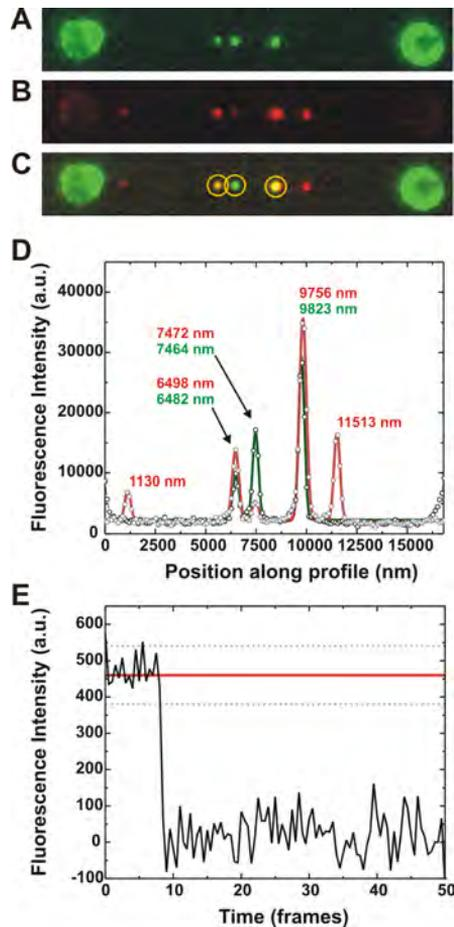 A
B
C
D
Fluorescence Intensity (a.u.)
40000
30000
20000
10000
0
9756 nm
9823 nm
7472 nm
7464 nm
6498 nm
6482 nm
11513 nm
1130 nm
0 2500 5000 7500 10000 12500 15000
Position along profile (nm)
E
Fluorescence Intensity (a.u.)
600
500
400
300
200
100
0
-100
0 10 20 30 40 50
Time (frames)